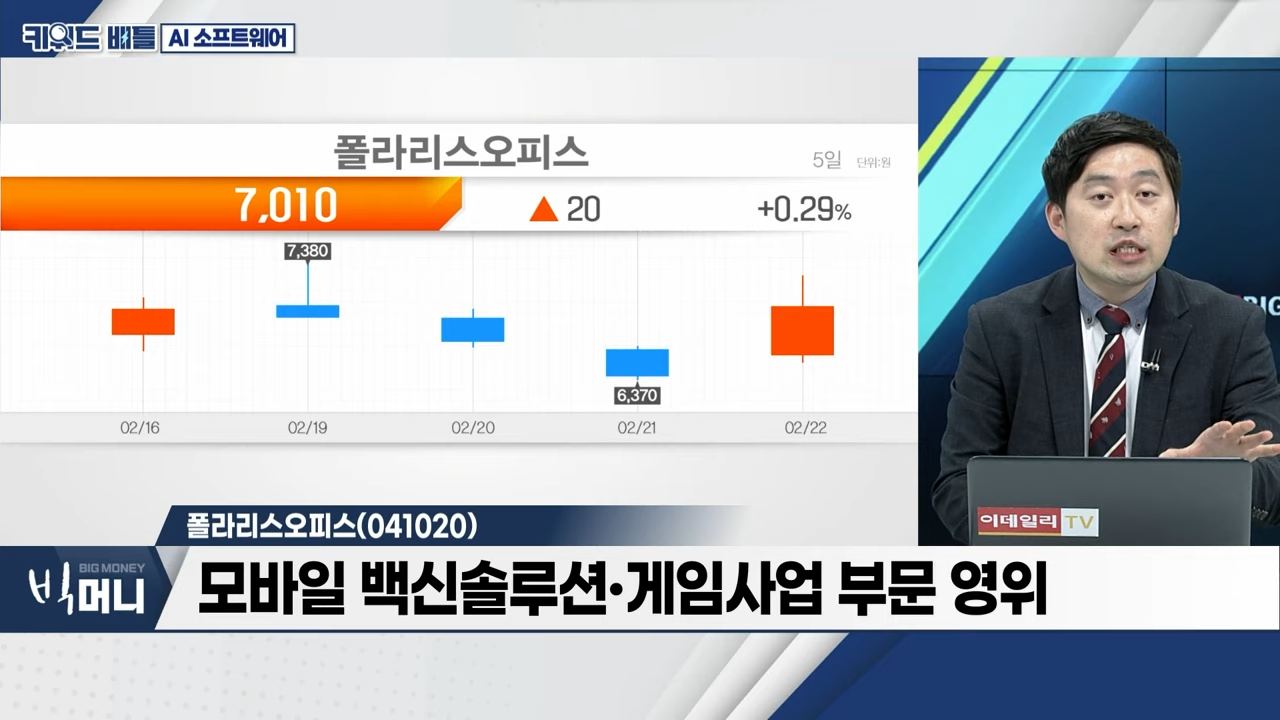 키워드 배틀 AI 소프트웨어
폴라리스오피스
5일 단위:원
7,010 ▲ 20 +0.29%
7,380
6,370
02/16 02/19 02/20 02/21 02/22
BIG
이데일리 TV
폴라리스오피스(041020)
BIG MONEY
빅머니
모바일 백신솔루션·게임사업 부문 영위